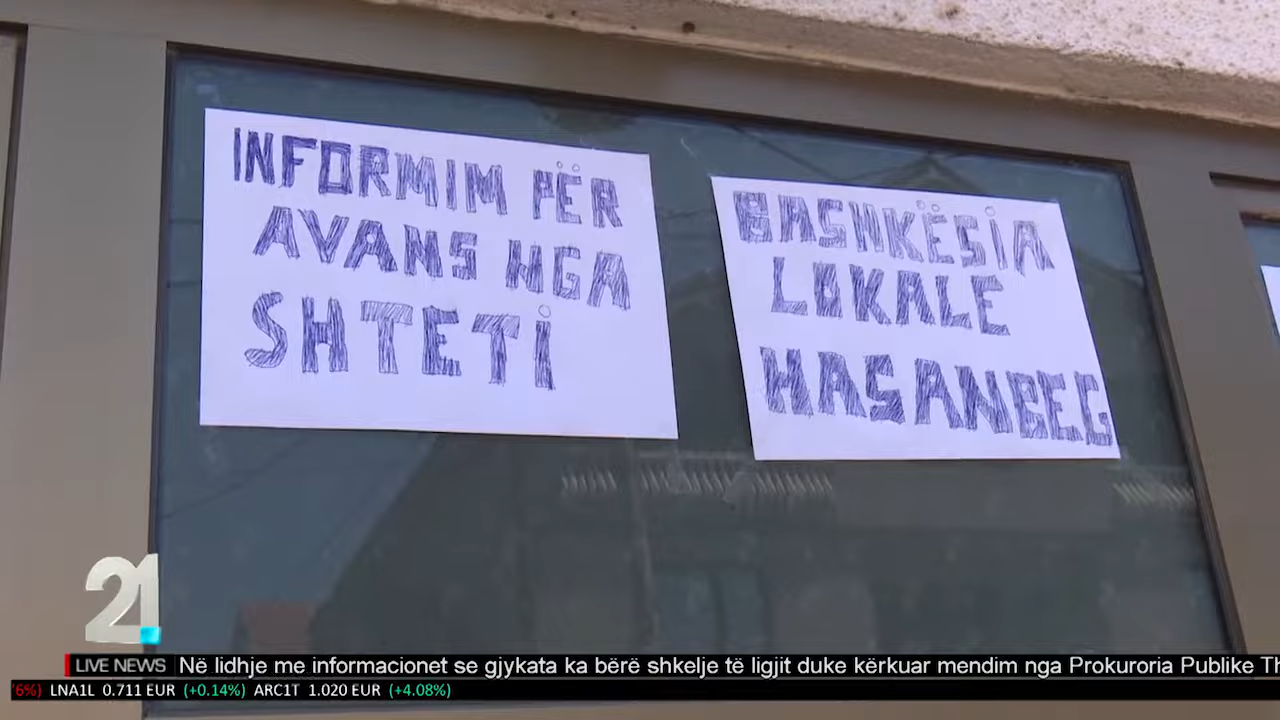 INFORMIM PËR
AVANS NGA
SHTETI
BASHKËSIA
LOKALE
HASANBEG
21
LIVE NEWS Në lidhje me informacionet se gjykata ka bërë shkelje të ligjit duke kërkuar mendim nga Prokuroria Publike
6%) LNA1L 0.711 EUR (+0.14%) ARC1T 1.020 EUR (+4.08%)